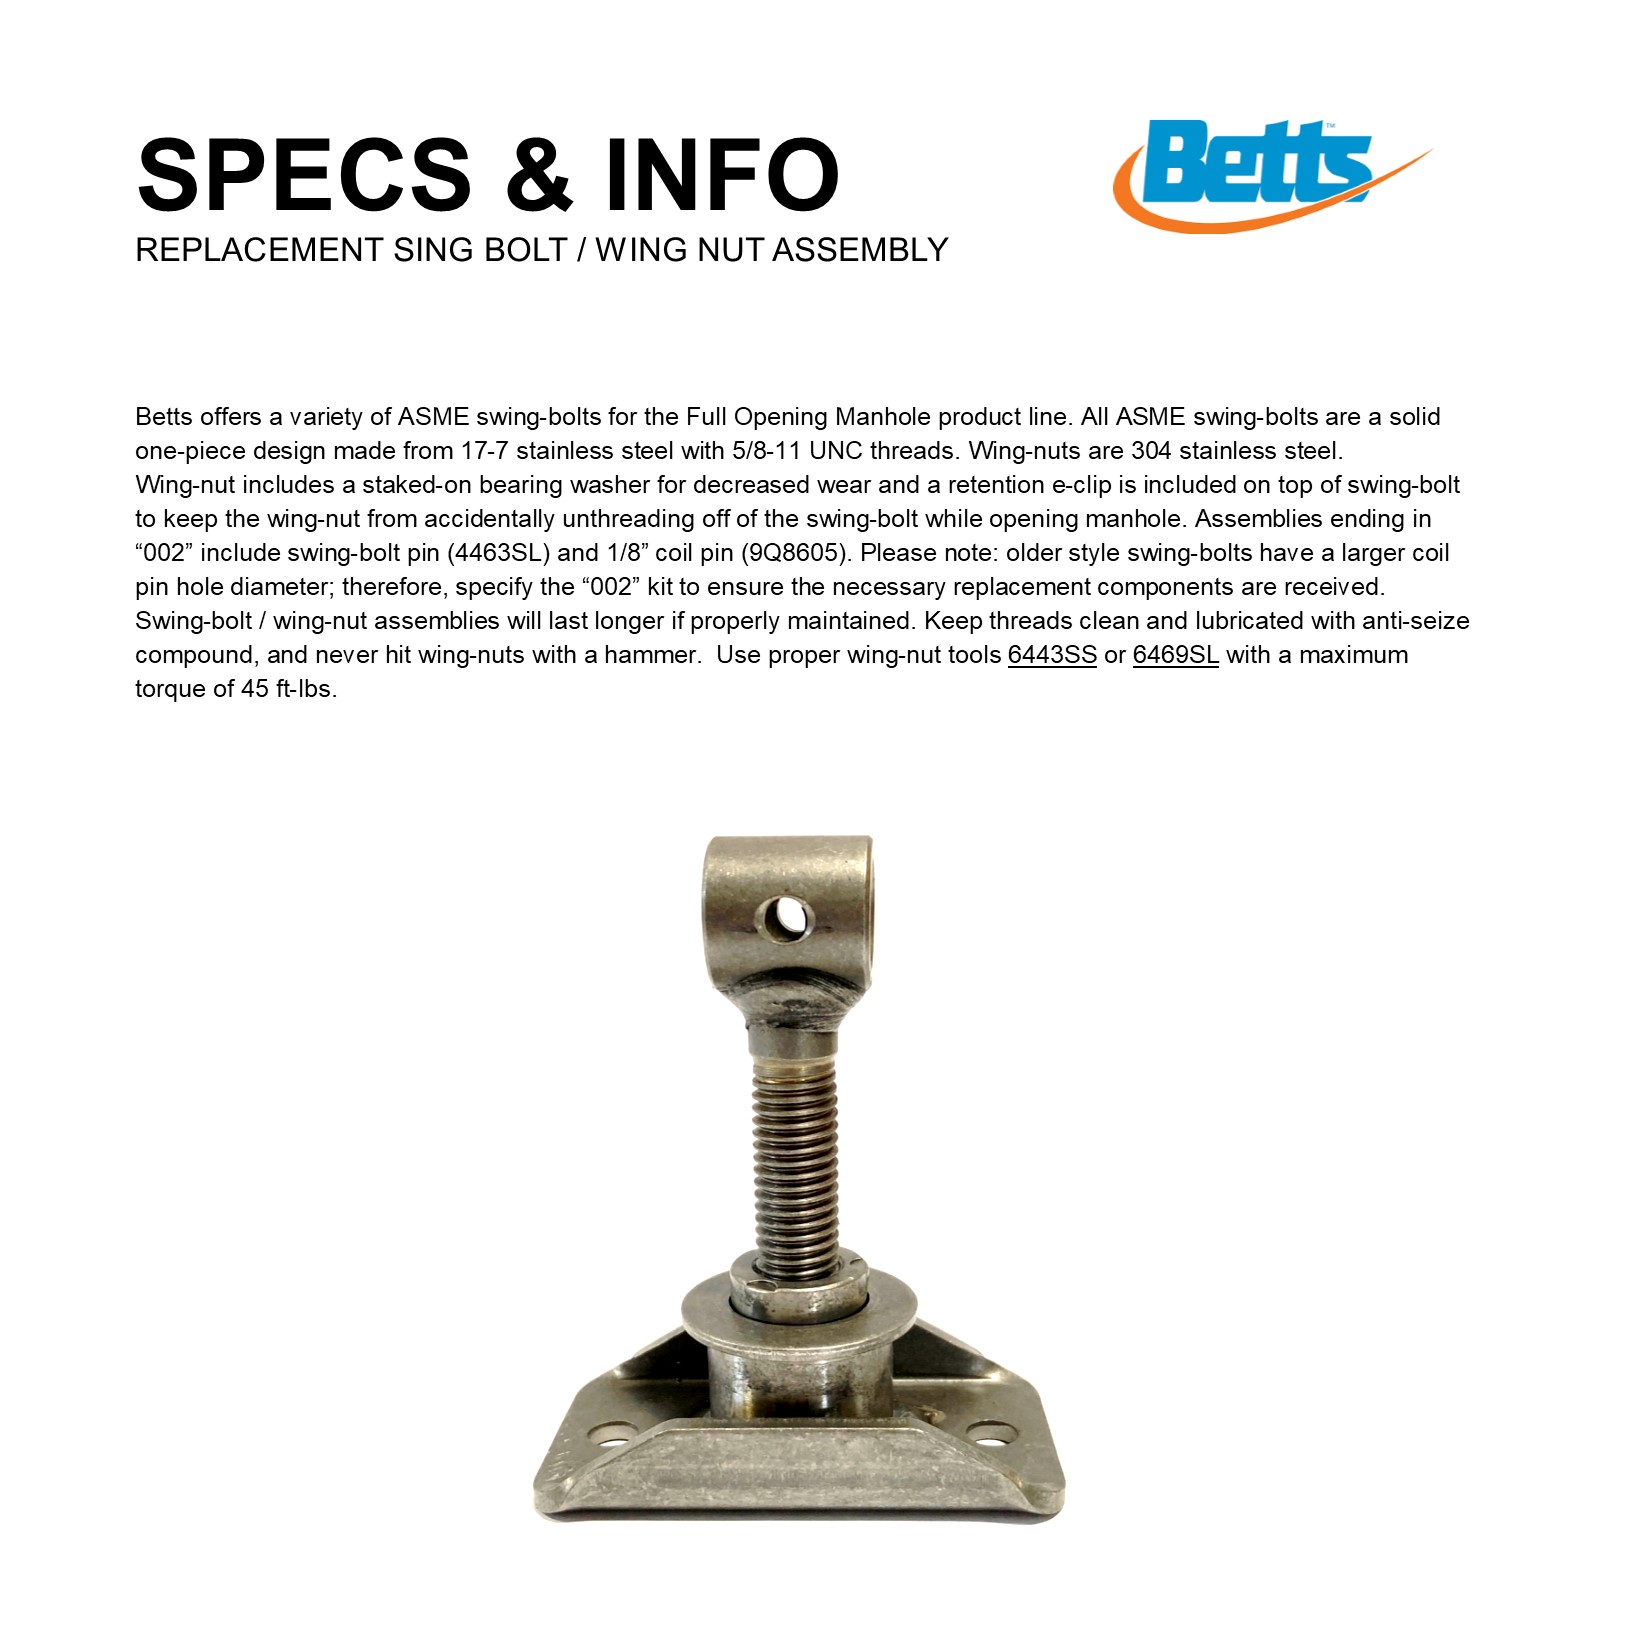 SPECS & INFO
Betts™
REPLACEMENT SING BOLT / WING NUT ASSEMBLY
Betts offers a variety of ASME swing-bolts for the Full Opening Manhole product line. All ASME swing-bolts are a solid
one-piece design made from 17-7 stainless steel with 5/8-11 UNC threads. Wing-nuts are 304 stainless steel.
Wing-nut includes a staked-on bearing washer for decreased wear and a retention e-clip is included on top of swing-bolt
to keep the wing-nut from accidentally unthreading off of the swing-bolt while opening manhole. Assemblies ending in
“002” include swing-bolt pin (4463SL) and 1/8” coil pin (9Q8605). Please note: older style swing-bolts have a larger coil
pin hole diameter; therefore, specify the “002” kit to ensure the necessary replacement components are received.
Swing-bolt / wing-nut assemblies will last longer if properly maintained. Keep threads clean and lubricated with anti-seize
compound, and never hit wing-nuts with a hammer.  Use proper wing-nut tools 6443SS or 6469SL with a maximum
torque of 45 ft-lbs.